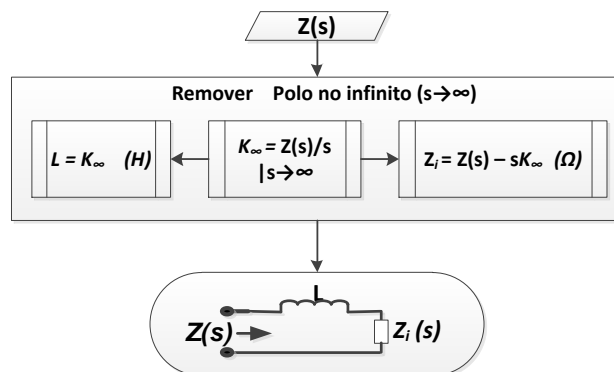 Z(s)
Remover Polo no infinito (s→∞)
L = K∞ (H)
K∞ = Z(s)/s
|s→∞
Zi = Z(s) – sK∞ (Ω)
L
Z(s)
Zi (s)